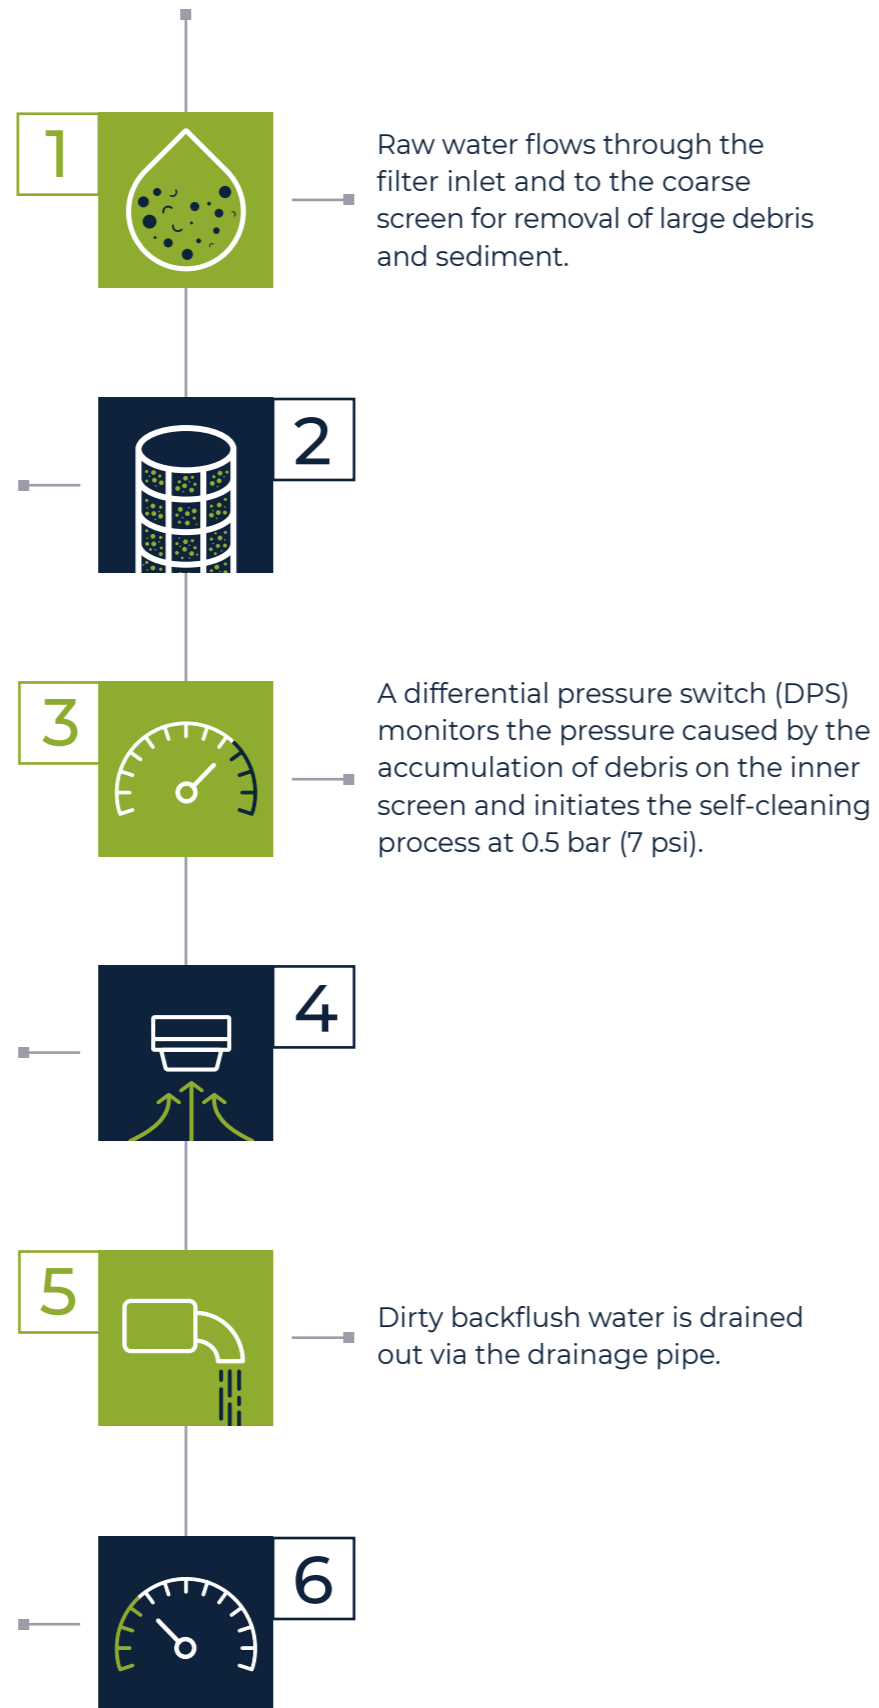 1
Raw water flows through the
filter inlet and to the coarse
screen for removal of large debris
and sediment.
2
3
A differential pressure switch (DPS)
monitors the pressure caused by the
accumulation of debris on the inner
screen and initiates the self-cleaning
process at 0.5 bar (7 psi).
4
5
Dirty backflush water is drained
out via the drainage pipe.
6